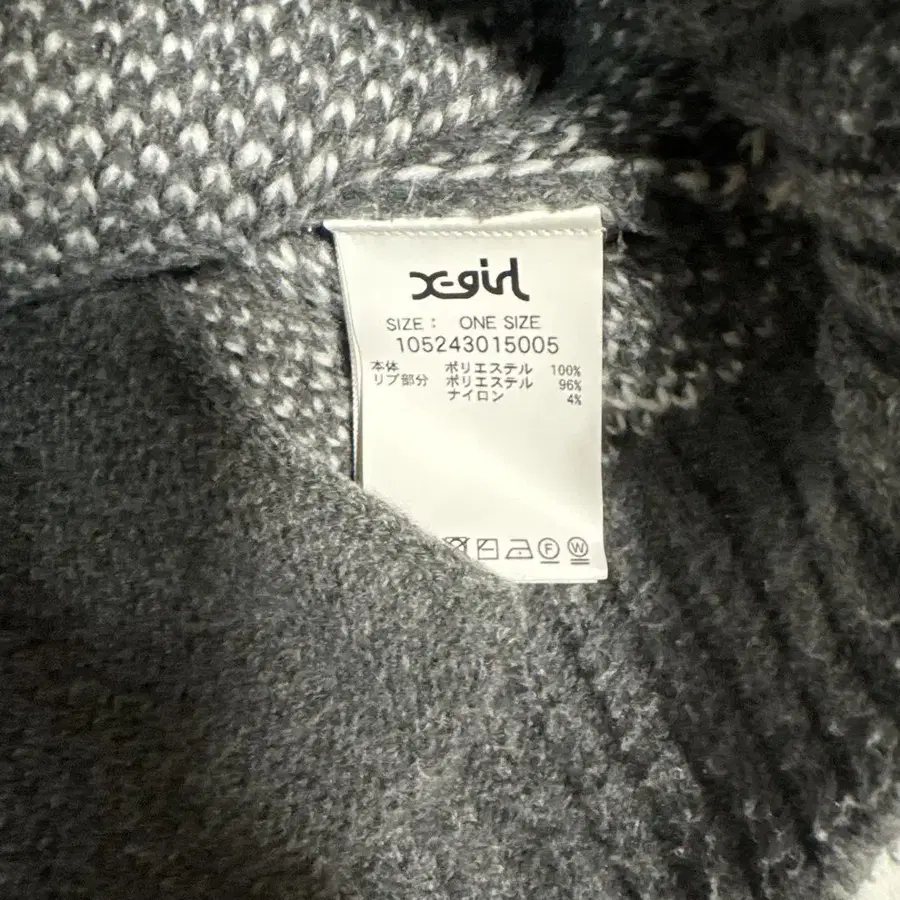 x-girl
SIZE : ONE SIZE
105243015005
本体 ポリエステル 100%
リブ部分 ポリエステル 96%
ナイロン 4%
F W